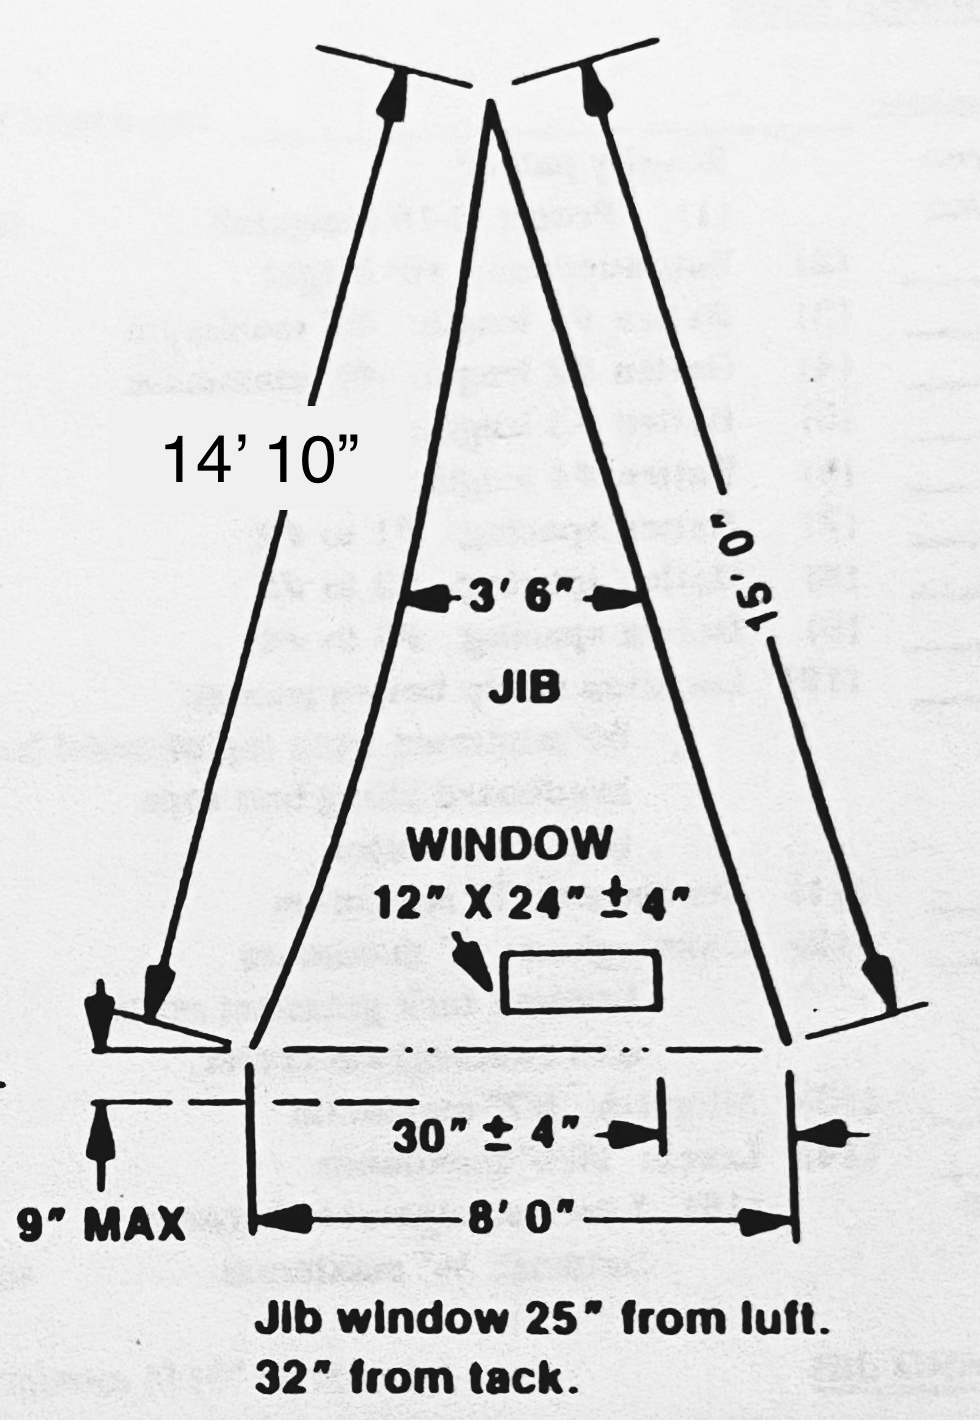 14’ 10”
15' 0"
3' 6"
JIB
WINDOW
12" X 24" ± 4"
30" ± 4"
8' 0"
9" MAX
Jib window 25" from luft.
32" from tack.